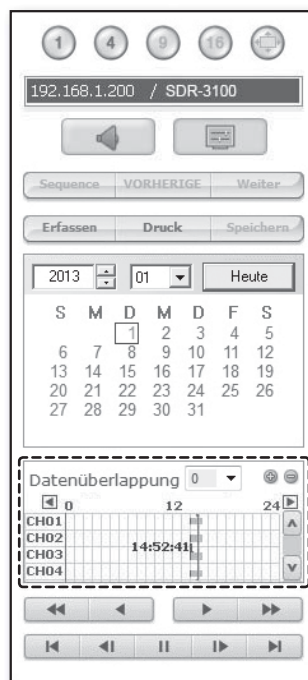 1 4 9 16
192.168.1.200 / SDR-3100
Sequence VORHERIGE Weiter
Erfassen Druck Speichern
2013 01 Heute
S M D M D F S
1 2 3 4 5
6 7 8 9 10 11 12
13 14 15 16 17 18 19
20 21 22 23 24 25 26
27 28 29 30 31
Datenüberlappung 0
0 12 24
CH01
CH02
14:52:41
CH03
CH04